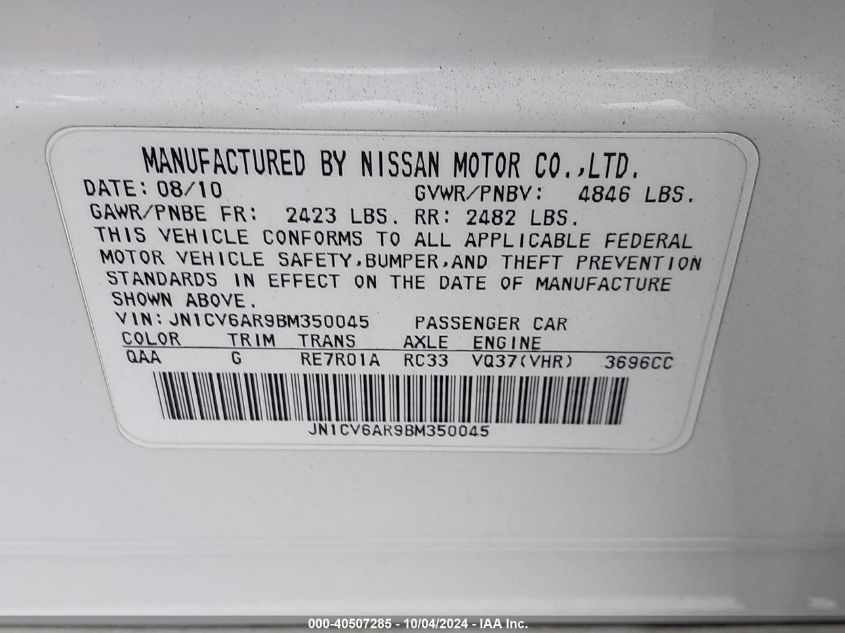 MANUFACTURED BY NISSAN MOTOR CO.,LTD.
DATE: 08/10 GVWR/PNBV: 4846 LBS.
GAWR/PNBE FR: 2423 LBS. RR: 2482 LBS.
THIS VEHICLE CONFORMS TO ALL APPLICABLE FEDERAL
MOTOR VEHICLE SAFETY,BUMPER,AND THEFT PREVENTION
STANDARDS IN EFFECT ON THE DATE OF MANUFACTURE
SHOWN ABOVE.
VIN: JN1CV6AR9BM350045 PASSENGER CAR
COLOR TRIM TRANS AXLE ENGINE
QAA G RE7R01A RC33 VQ37(VHR) 3696CC
JN1CV6AR9BM350045
000-40507285 - 10/04/2024 - IAA Inc.